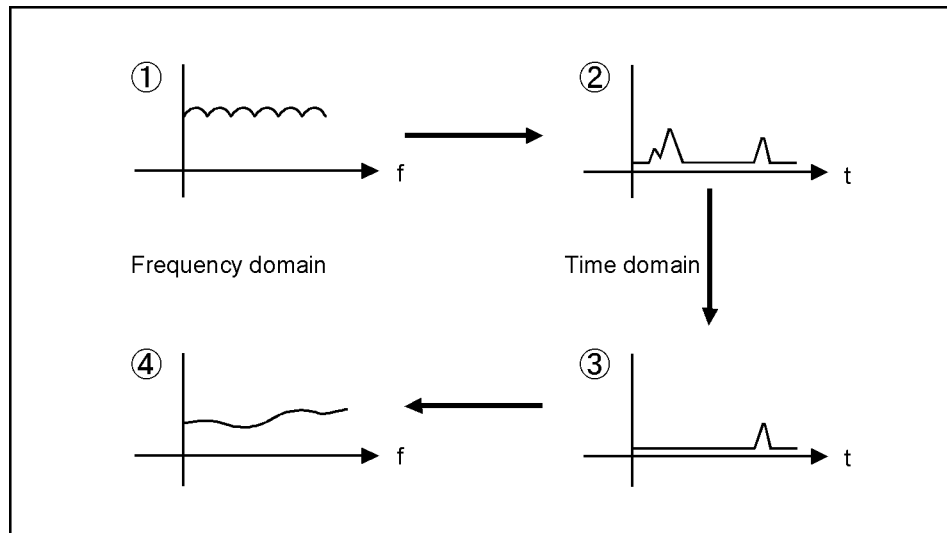 ①
②
f
t
Frequency domain
Time domain
④
③
f
t